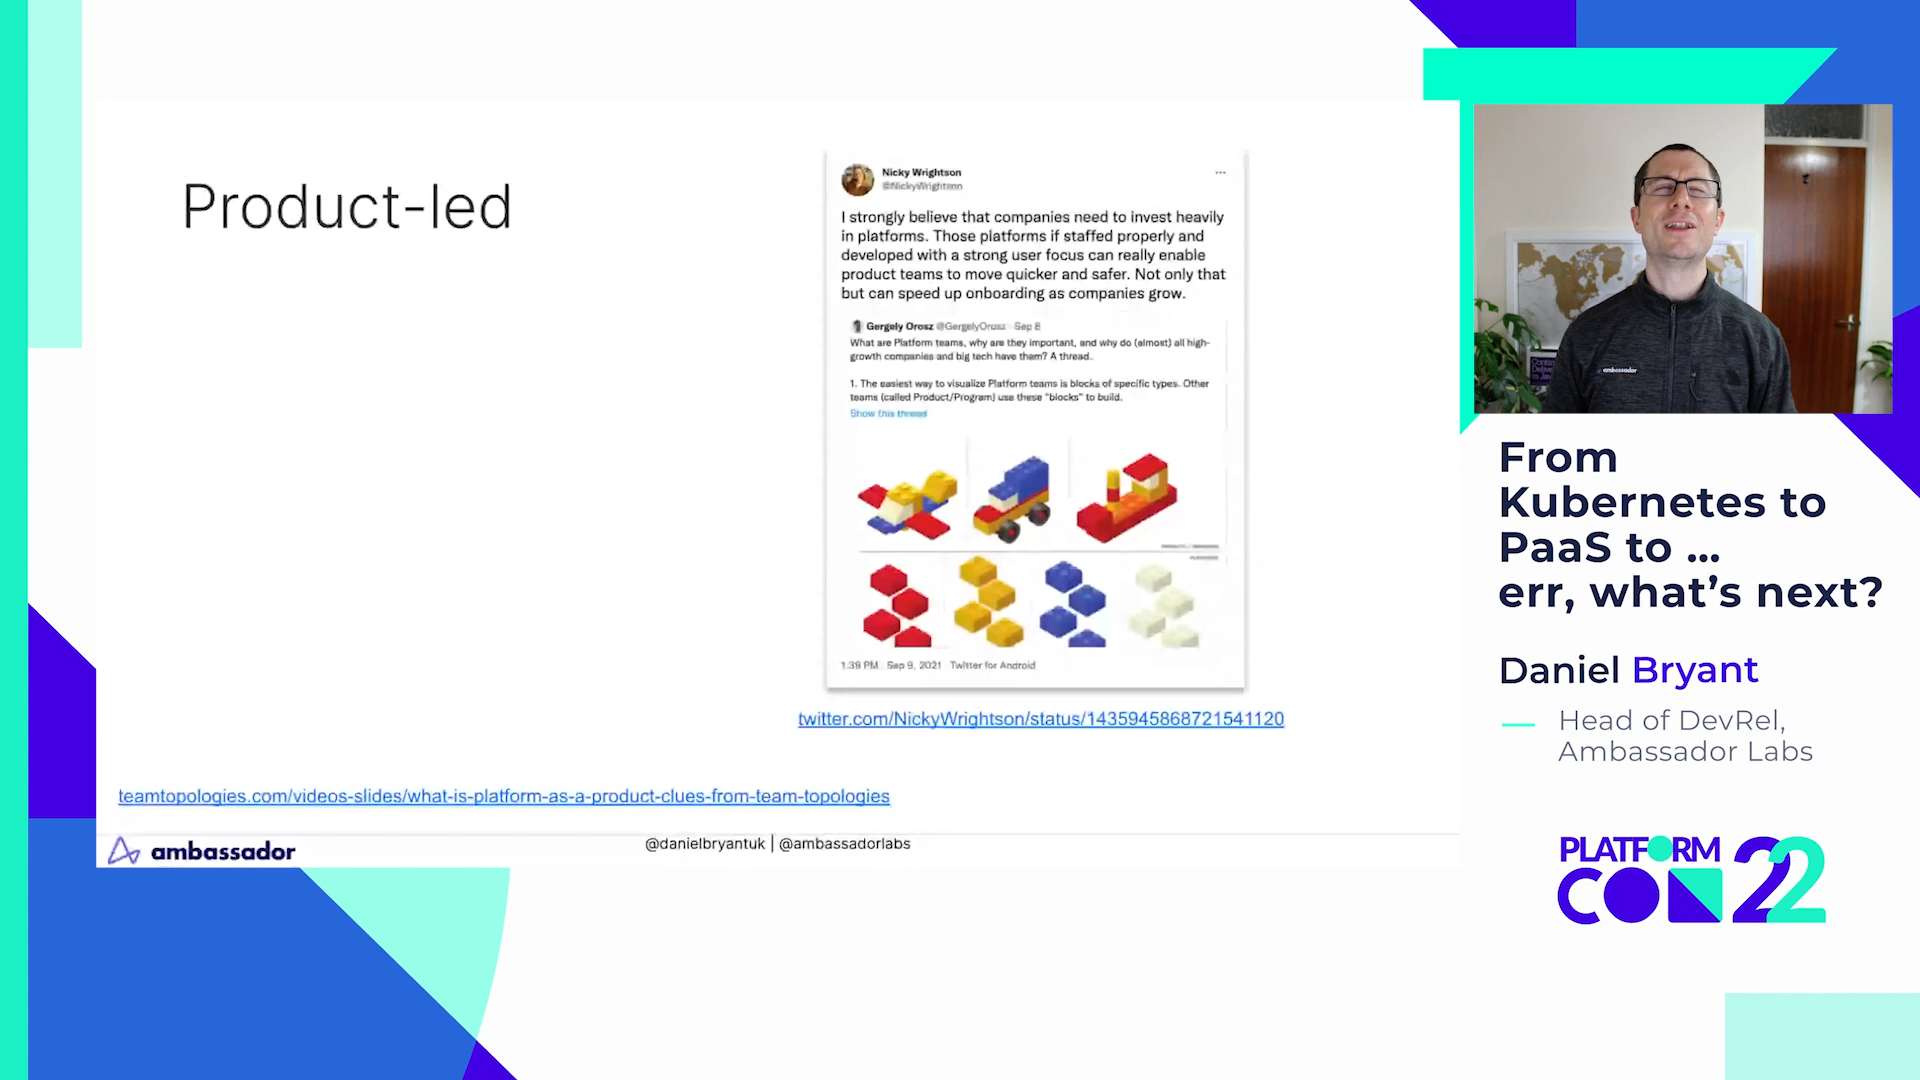 Product-led
Nicky Wrightson
@NickyWrightson
I strongly believe that companies need to invest heavily
in platforms. Those platforms if staffed properly and
developed with a strong user focus can really enable
product teams to move quicker and safer. Not only that
but can speed up onboarding as companies grow.
Gergely Orosz @GergelyOrosz · Sep 8
What are Platform teams, why are they important, and why do (almost) all high-
growth companies and big tech have them? A thread..
1. The easiest way to visualize Platform teams is blocks of specific types. Other
teams (called Product/Program) use these "blocks" to build.
Show this thread
1:39 PM · Sep 9, 2021 · Twitter for Android
twitter.com/NickyWrightson/status/1435945868721541120
teamtopologies.com/videos-slides/what-is-platform-as-a-product-clues-from-team-topologies
ambassador
@danielbryantuk | @ambassadorlabs
ambassador
From
Kubernetes to
PaaS to ...
err, what's next?
Daniel Bryant
Head of DevRel,
Ambassador Labs
PLATFORM
CON 22